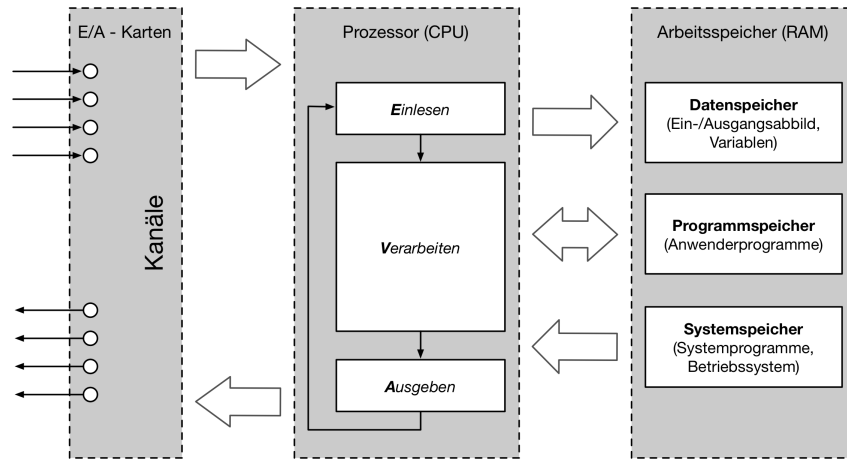 E/A - Karten
Kanäle
Prozessor (CPU)
Einlesen
Verarbeiten
Ausgeben
Arbeitsspeicher (RAM)
Datenspeicher
(Ein-/Ausgangsabbild,
Variablen)
Programmspeicher
(Anwenderprogramme)
Systemspeicher
(Systemprogramme,
Betriebssystem)